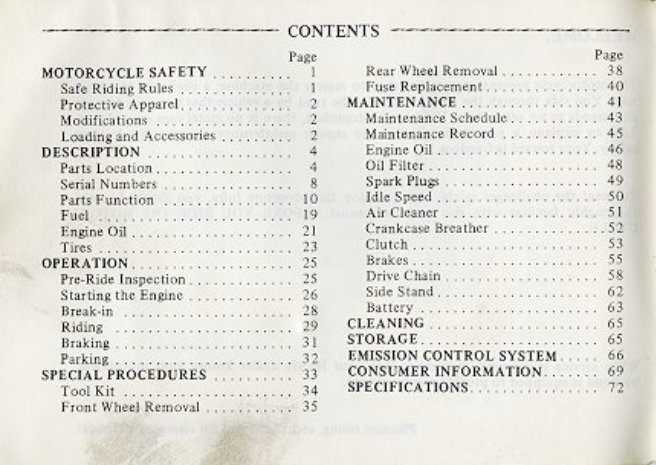 CONTENTS
Page
MOTORCYCLE SAFETY . . . . . . . . . . 1
Safe Riding Rules . . . . . . . . . . 1
Protective Apparel . . . . . . . . . . 2
Modifications . . . . . . . . . . 2
Loading and Accessories . . . . . . . . . . 2
DESCRIPTION . . . . . . . . . . 4
Parts Location . . . . . . . . . . 4
Serial Numbers . . . . . . . . . . 8
Parts Function . . . . . . . . . . 10
Fuel . . . . . . . . . . 19
Engine Oil . . . . . . . . . . 21
Tires . . . . . . . . . . 23
OPERATION . . . . . . . . . . 25
Pre-Ride Inspection . . . . . . . . . . 25
Starting the Engine . . . . . . . . . . 26
Break-in . . . . . . . . . . 28
Riding . . . . . . . . . . 29
Braking . . . . . . . . . . 31
Parking . . . . . . . . . . 32
SPECIAL PROCEDURES . . . . . . . . . . 33
Tool Kit . . . . . . . . . . 34
Front Wheel Removal . . . . . . . . . . 35
Page
Rear Wheel Removal . . . . . . . . . . 38
Fuse Replacement . . . . . . . . . . 40
MAINTENANCE . . . . . . . . . . 41
Maintenance Schedule . . . . . . . . . . 43
Maintenance Record . . . . . . . . . . 45
Engine Oil . . . . . . . . . . 46
Oil Filter . . . . . . . . . . 48
Spark Plugs . . . . . . . . . . 49
Idle Speed . . . . . . . . . . 50
Air Cleaner . . . . . . . . . . 51
Crankcase Breather . . . . . . . . . . 52
Clutch . . . . . . . . . . 53
Brakes . . . . . . . . . . 55
Drive Chain . . . . . . . . . . 58
Side Stand . . . . . . . . . . 62
Battery . . . . . . . . . . 63
CLEANING . . . . . . . . . . 65
STORAGE . . . . . . . . . . 65
EMISSION CONTROL SYSTEM . . . . . 66
CONSUMER INFORMATION . . . . . . . 69
SPECIFICATIONS . . . . . . . . . . 72